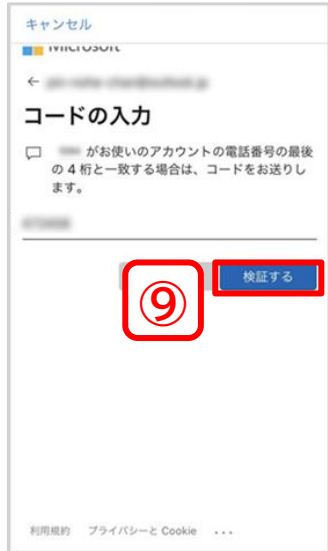 キャンセル
Microsoft
←
コードの入力
がお使いのアカウントの電話番号の最後
の 4 桁と一致する場合は、コードをお送りし
ます。
検証する
⑨
利用規約 プライバシーと Cookie ...